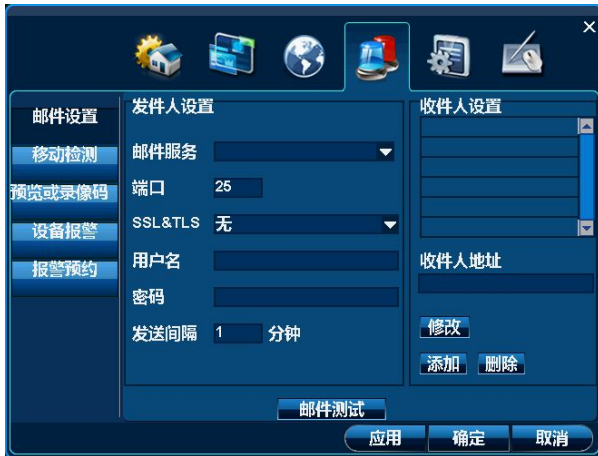 ×
邮件设置
移动检测
预览或录像码
设备报警
报警预约
发件人设置
邮件服务
端口 25
SSL&TLS 无
用户名
密码
发送间隔 1 分钟
收件人设置
收件人地址
修改
添加 删除
邮件测试
应用 确定 取消